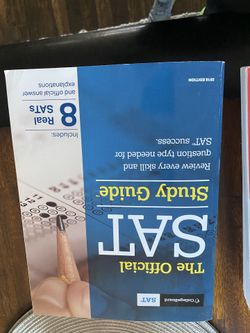 CollegeBoard
SAT
The Official
SAT
Study Guide
Review every skill and
question type needed for
SAT® success.
Includes:
8 Real
SATs
and official answer
explanations
2018 EDITION